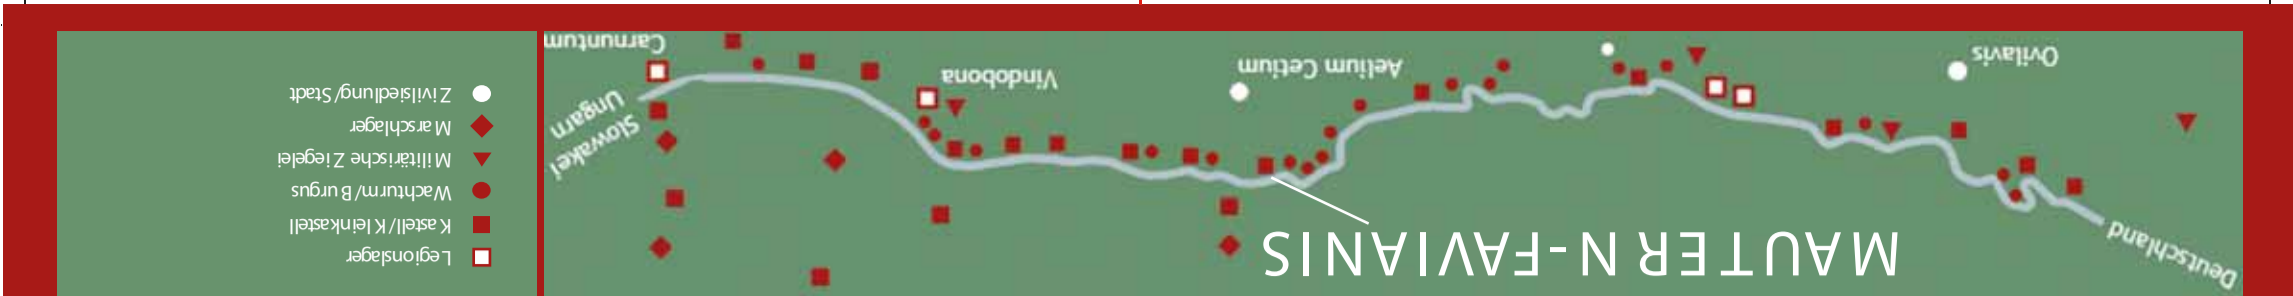 Deutschland
MAUTERN-FAVIANIS
Ovilavis
Aelium Cetium
Vindobona
Slowakei
Ungarn
Carnuntum
Legionslager
Kastell/Kleinkastell
Wachturm/Burgus
Militärische Ziegelei
Marschlager
Zivilsiedlung/Stadt